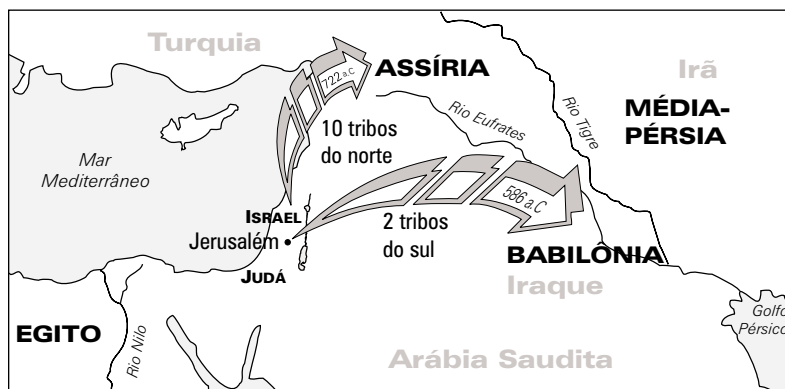 Turquia
722 a.C
ASSÍRIA
Irã
Rio Tigre
MÉDIA-
PÉRSIA
Rio Eufrates
10 tribos
do norte
Mar
Mediterrâneo
586 a.C
ISRAEL
Jerusalém
2 tribos
do sul
BABILÔNIA
JUDÁ
Iraque
EGITO
Rio Nilo
Golfo
Pérsico
Arábia Saudita